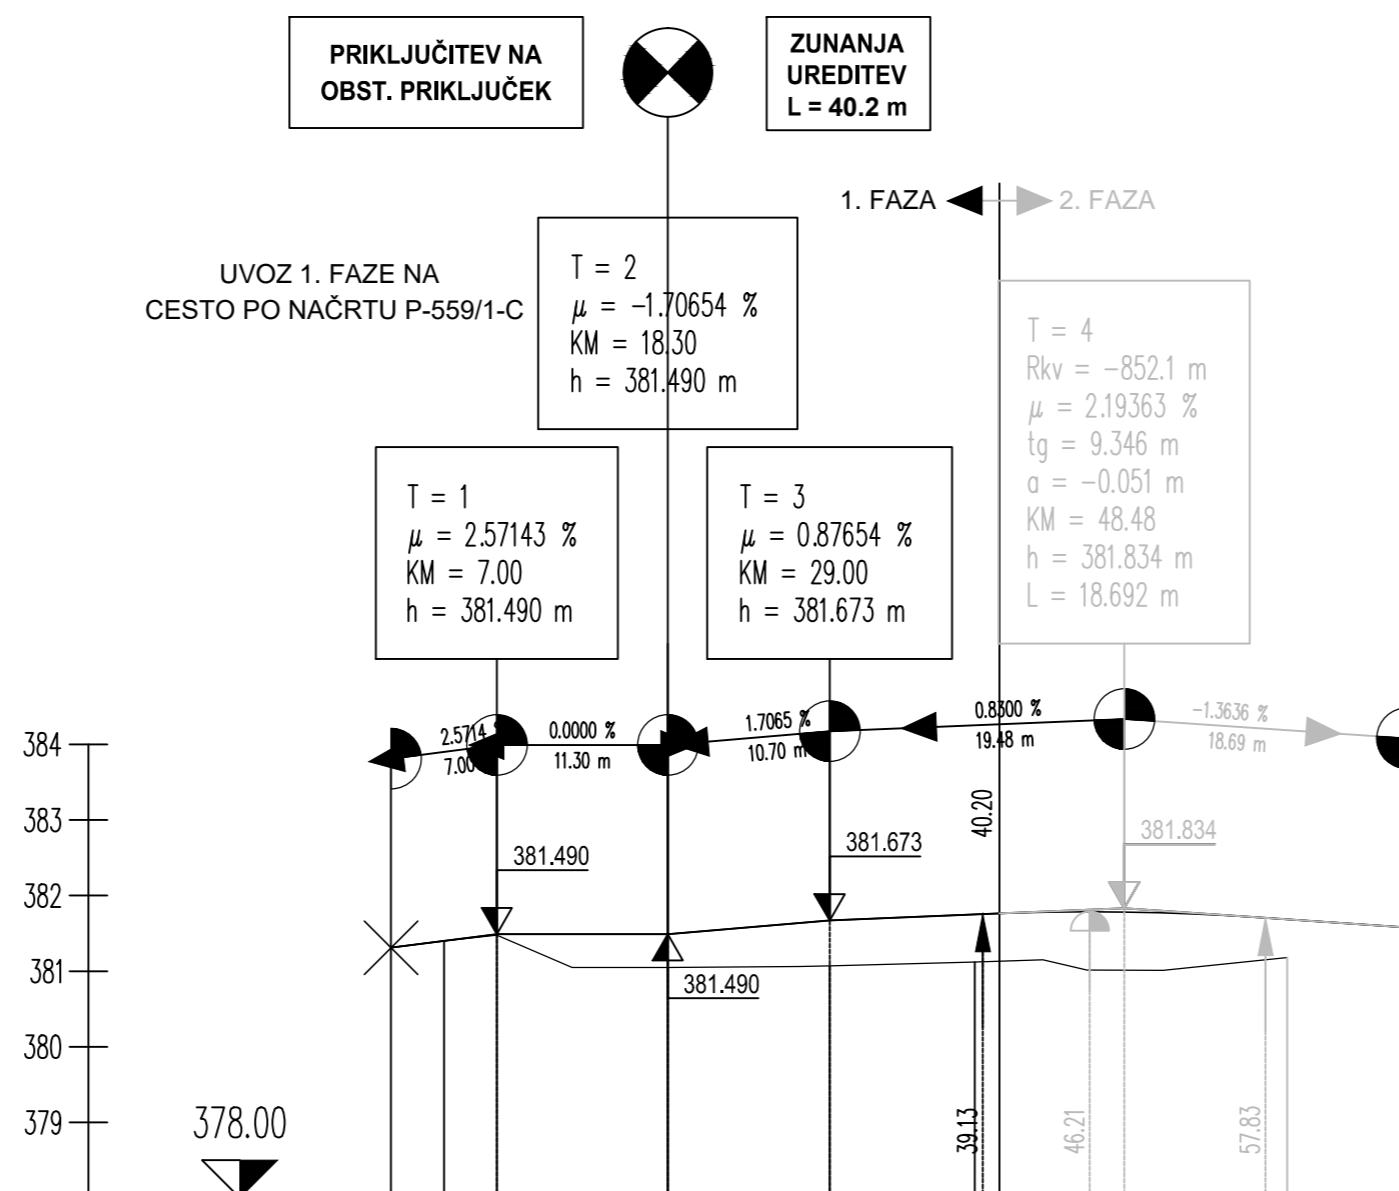 PRIKLJUČITEV NA
OBST. PRIKLJUČEK
ZUNANJA
UREDITEV
L = 40.2 m
1. FAZA
2. FAZA
UVOZ 1. FAZE NA
CESTO PO NAČRTU P-559/1-C
T = 2
μ = -1.70654 %
KM = 18.30
h = 381.490 m
T = 4
Rkv = -852.1 m
μ = 2.19363 %
tg = 9.346 m
a = -0.051 m
KM = 48.48
h = 381.834 m
L = 18.692 m
T = 1
μ = 2.57143 %
KM = 7.00
h = 381.490 m
T = 3
μ = 0.87654 %
KM = 29.00
h = 381.673 m
2.5714
7.00
0.0000 %
11.30 m
1.7065 %
10.70 m
0.8300 %
19.48 m
-1.3636 %
18.69 m
384
383
382
381
380
379
40.20
381.490
381.673
381.834
381.490
39.13
46.21
57.83
378.00